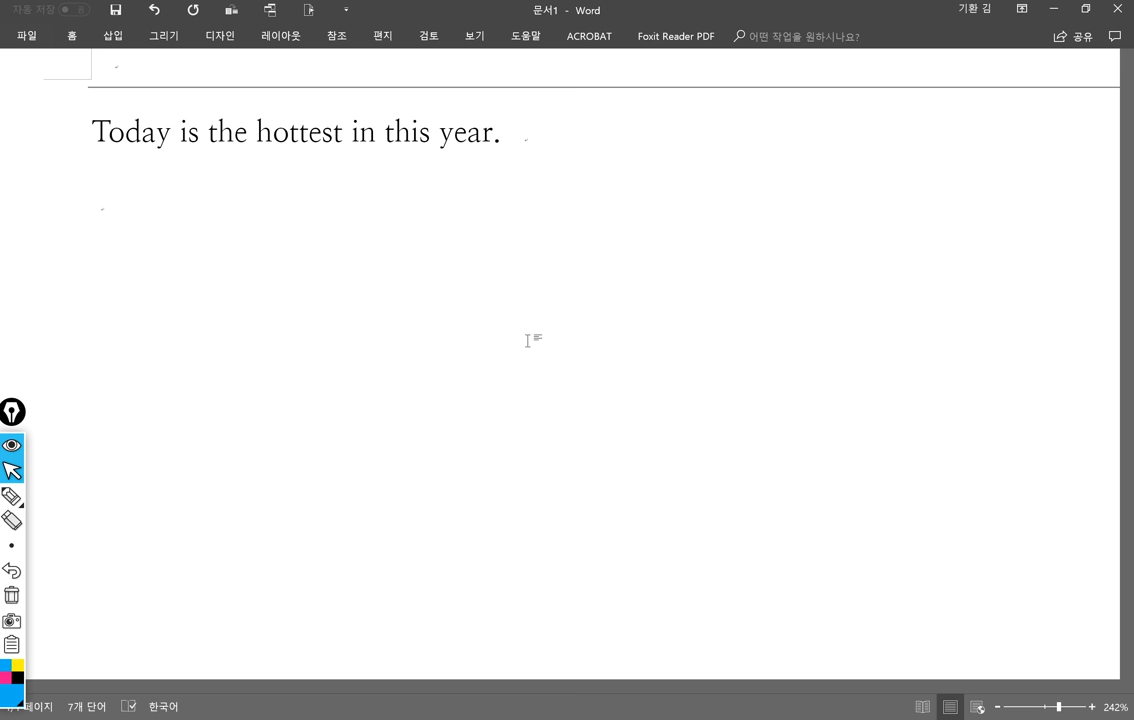 자동 저장
문서1 - Word
기환 김
파일 홈 삽입 그리기 디자인 레이아웃 참조 편지 검토 보기 도움말 ACROBAT Foxit Reader PDF 어떤 작업을 원하시나요? 공유
Today is the hottest in this year.
페이지 7개 단어 한국어 242%